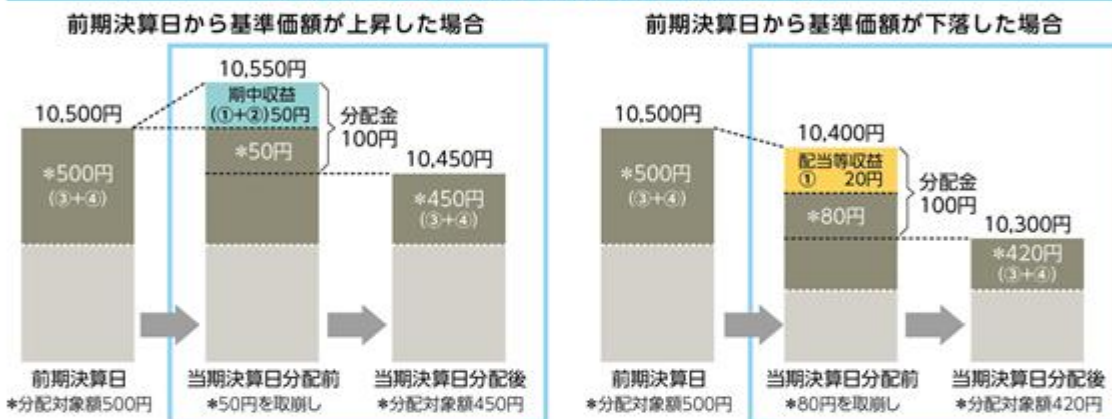 前期決算日から基準価額が上昇した場合
10,500円
*500円
(③+④)
10,550円
期中収益
(①+②)50円
*50円
分配金
100円
10,450円
*450円
(③+④)
前期決算日
*分配対象額500円
当期決算日分配前
*50円を取崩し
当期決算日分配後
*分配対象額450円
前期決算日から基準価額が下落した場合
10,500円
*500円
(③+④)
10,400円
配当等収益
① 20円
*80円
分配金
100円
10,300円
*420円
(③+④)
前期決算日
*分配対象額500円
当期決算日分配前
*80円を取崩し
当期決算日分配後
*分配対象額420円